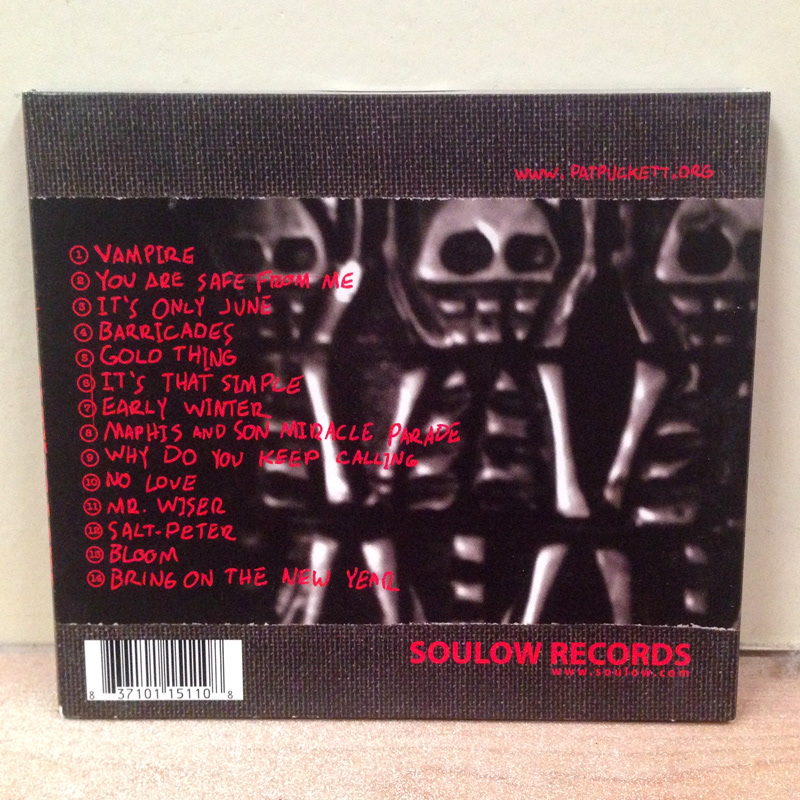 www.PATPUCKETT.ORG
1 VAMPIRE
2 YOU ARE SAFE FROM ME
3 IT'S ONLY JUNE
4 BARRICADES
5 GOLD THING
6 IT'S THAT SIMPLE
7 EARLY WINTER
8 MAPHIS AND SON MIRACLE PARADE
9 WHY DO YOU KEEP CALLING
10 NO LOVE
11 MR. WISER
12 SALT-PETER
13 BLOOM
14 BRING ON THE NEW YEAR
SOULOW RECORDS
www.soulow.com
8 37101 15110 8